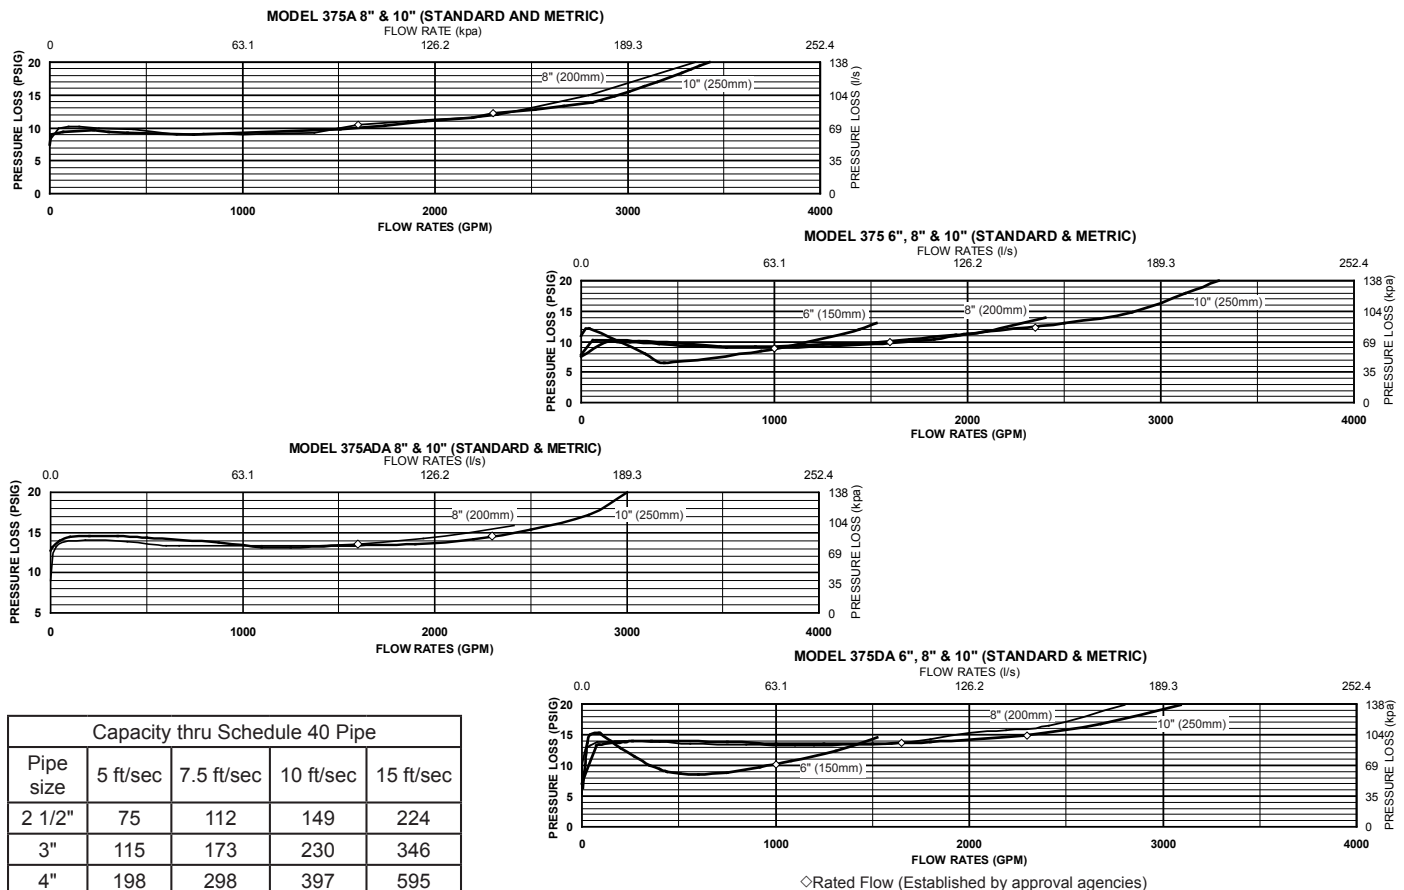 MODEL 375A 8" & 10" (STANDARD AND METRIC)
FLOW RATE (kpa)
0 63.1 126.2 189.3 252.4
PRESSURE LOSS (PSIG)
20 138
15 104
10 69
5 35
0 0
8" (200mm)
10" (250mm)
PRESSURE LOSS (l/s)
0 1000 2000 3000 4000
FLOW RATES (GPM)
MODEL 375 6", 8" & 10" (STANDARD & METRIC)
FLOW RATES (l/s)
0.0 63.1 126.2 189.3 252.4
PRESSURE LOSS (PSIG)
20 138
15 104
10 69
5 35
0 0
6" (150mm)
8" (200mm)
10" (250mm)
PRESSURE LOSS (kpa)
0 1000 2000 3000 4000
FLOW RATES (GPM)
MODEL 375ADA 8" & 10" (STANDARD & METRIC)
FLOW RATES (l/s)
0.0 63.1 126.2 189.3 252.4
PRESSURE LOSS (PSIG)
20 138
104
15
69
10
35
5 0
8" (200mm)
10" (250mm)
PRESSURE LOSS (kpa)
0 1000 2000 3000 4000
FLOW RATES (GPM)
MODEL 375DA 6", 8" & 10" (STANDARD & METRIC)
FLOW RATES (l/s)
0.0 63.1 126.2 189.3 252.4
PRESSURE LOSS (PSIG)
20 138
15 104
10 69
5 35
0 0
8" (200mm)
10" (250mm)
6" (150mm)
PRESSURE LOSS (kpa)
0 1000 2000 3000 4000
FLOW RATES (GPM)
◇Rated Flow (Established by approval agencies)
Capacity thru Schedule 40 Pipe
Pipe size 5 ft/sec 7.5 ft/sec 10 ft/sec 15 ft/sec
2 1/2" 75 112 149 224
3" 115 173 230 346
4" 198 298 397 595